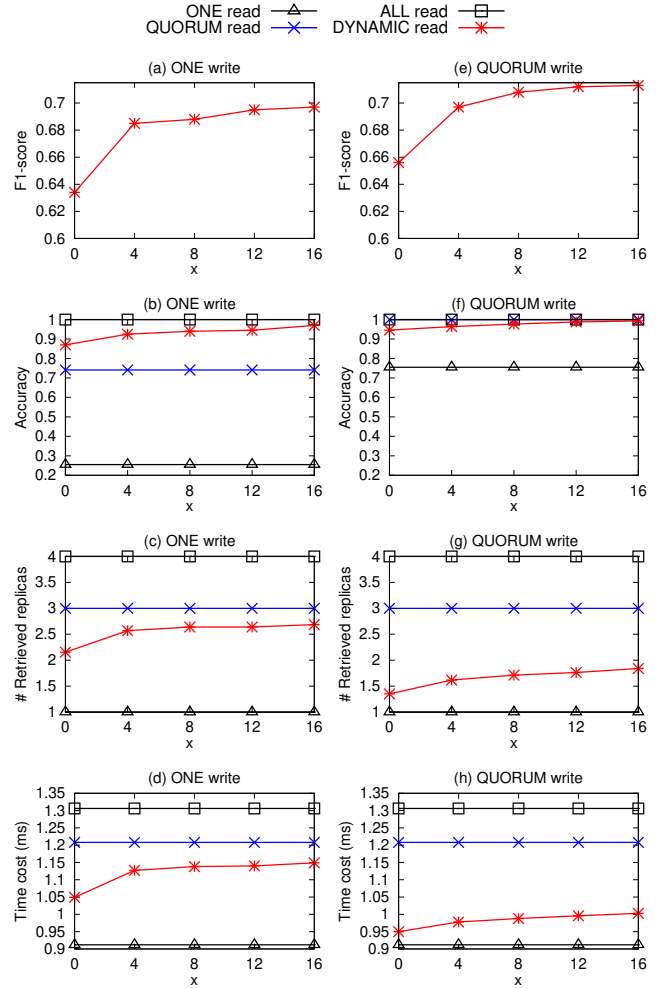 ONE read ALL read
QUORUM read DYNAMIC read
(a) ONE write
F1-score
0.7
0.68
0.66
0.64
0.62
0.6
0 4 8 12 16
x
(e) QUORUM write
F1-score
0.7
0.68
0.66
0.64
0.62
0.6
0 4 8 12 16
x
(b) ONE write
Accuracy
1
0.9
0.8
0.7
0.6
0.5
0.4
0.3
0.2
0 4 8 12 16
x
(f) QUORUM write
Accuracy
1
0.9
0.8
0.7
0.6
0.5
0.4
0.3
0.2
0 4 8 12 16
x
(c) ONE write
# Retrieved replicas
4
3.5
3
2.5
2
1.5
1
0 4 8 12 16
x
(g) QUORUM write
# Retrieved replicas
4
3.5
3
2.5
2
1.5
1
0 4 8 12 16
x
(d) ONE write
Time cost (ms)
1.35
1.3
1.25
1.2
1.15
1.1
1.05
1
0.95
0.9
0 4 8 12 16
x
(h) QUORUM write
Time cost (ms)
1.35
1.3
1.25
1.2
1.15
1.1
1.05
1
0.95
0.9
0 4 8 12 16
x